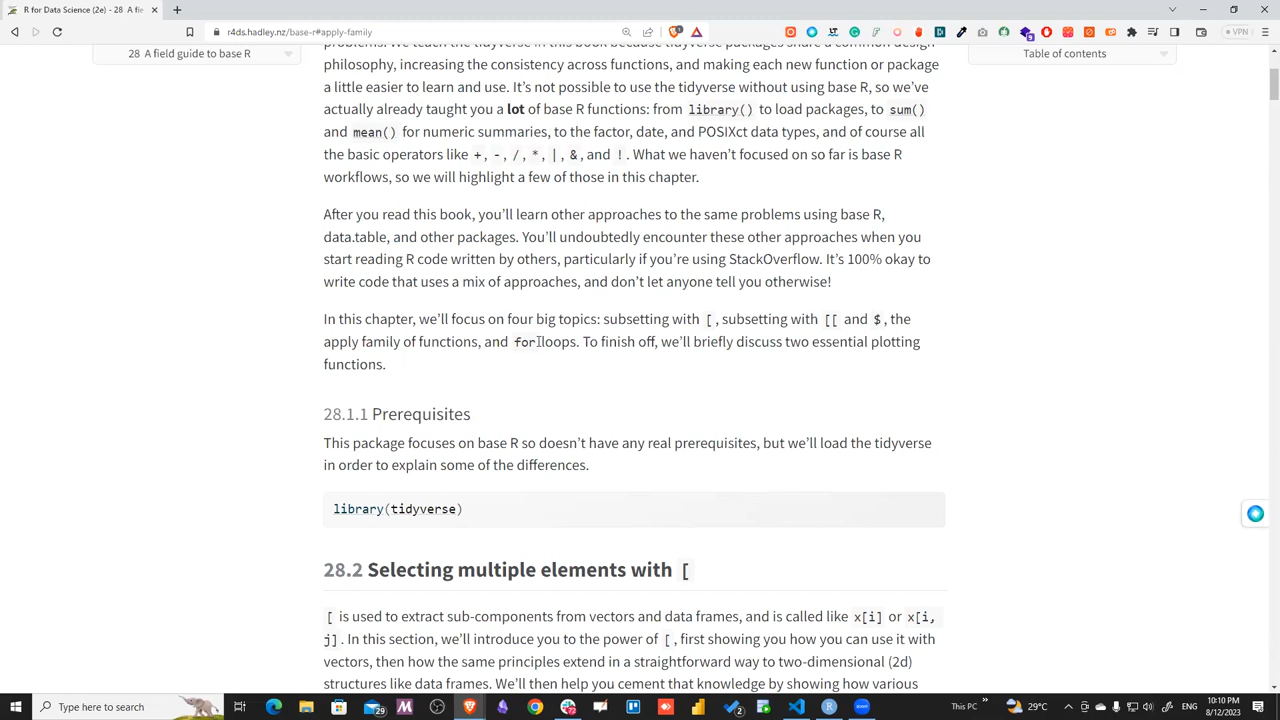 R for Data Science (2e) - 28 A fie
r4ds.hadley.nz/base-r#apply-family
VPN
28 A field guide to base R
Table of contents
problems. We teach the tidyverse in this book because tidyverse packages share a common design
philosophy, increasing the consistency across functions, and making each new function or package
a little easier to learn and use. It’s not possible to use the tidyverse without using base R, so we’ve
actually already taught you a lot of base R functions: from library() to load packages, to sum()
and mean() for numeric summaries, to the factor, date, and POSIXct data types, and of course all
the basic operators like +, -, /, *, |, &, and !. What we haven’t focused on so far is base R
workflows, so we will highlight a few of those in this chapter.
After you read this book, you’ll learn other approaches to the same problems using base R,
data.table, and other packages. You’ll undoubtedly encounter these other approaches when you
start reading R code written by others, particularly if you’re using StackOverflow. It’s 100% okay to
write code that uses a mix of approaches, and don’t let anyone tell you otherwise!
In this chapter, we’ll focus on four big topics: subsetting with [, subsetting with [[ and $, the
apply family of functions, and for loops. To finish off, we’ll briefly discuss two essential plotting
functions.
28.1.1 Prerequisites
This package focuses on base R so doesn’t have any real prerequisites, but we’ll load the tidyverse
in order to explain some of the differences.
library(tidyverse)
28.2 Selecting multiple elements with [
[ is used to extract sub-components from vectors and data frames, and is called like x[i] or x[i,
j]. In this section, we’ll introduce you to the power of [, first showing you how you can use it with
vectors, then how the same principles extend in a straightforward way to two-dimensional (2d)
structures like data frames. We’ll then help you cement that knowledge by showing how various
Type here to search
29
2
This PC
29°C
10:10 PM
8/12/2023